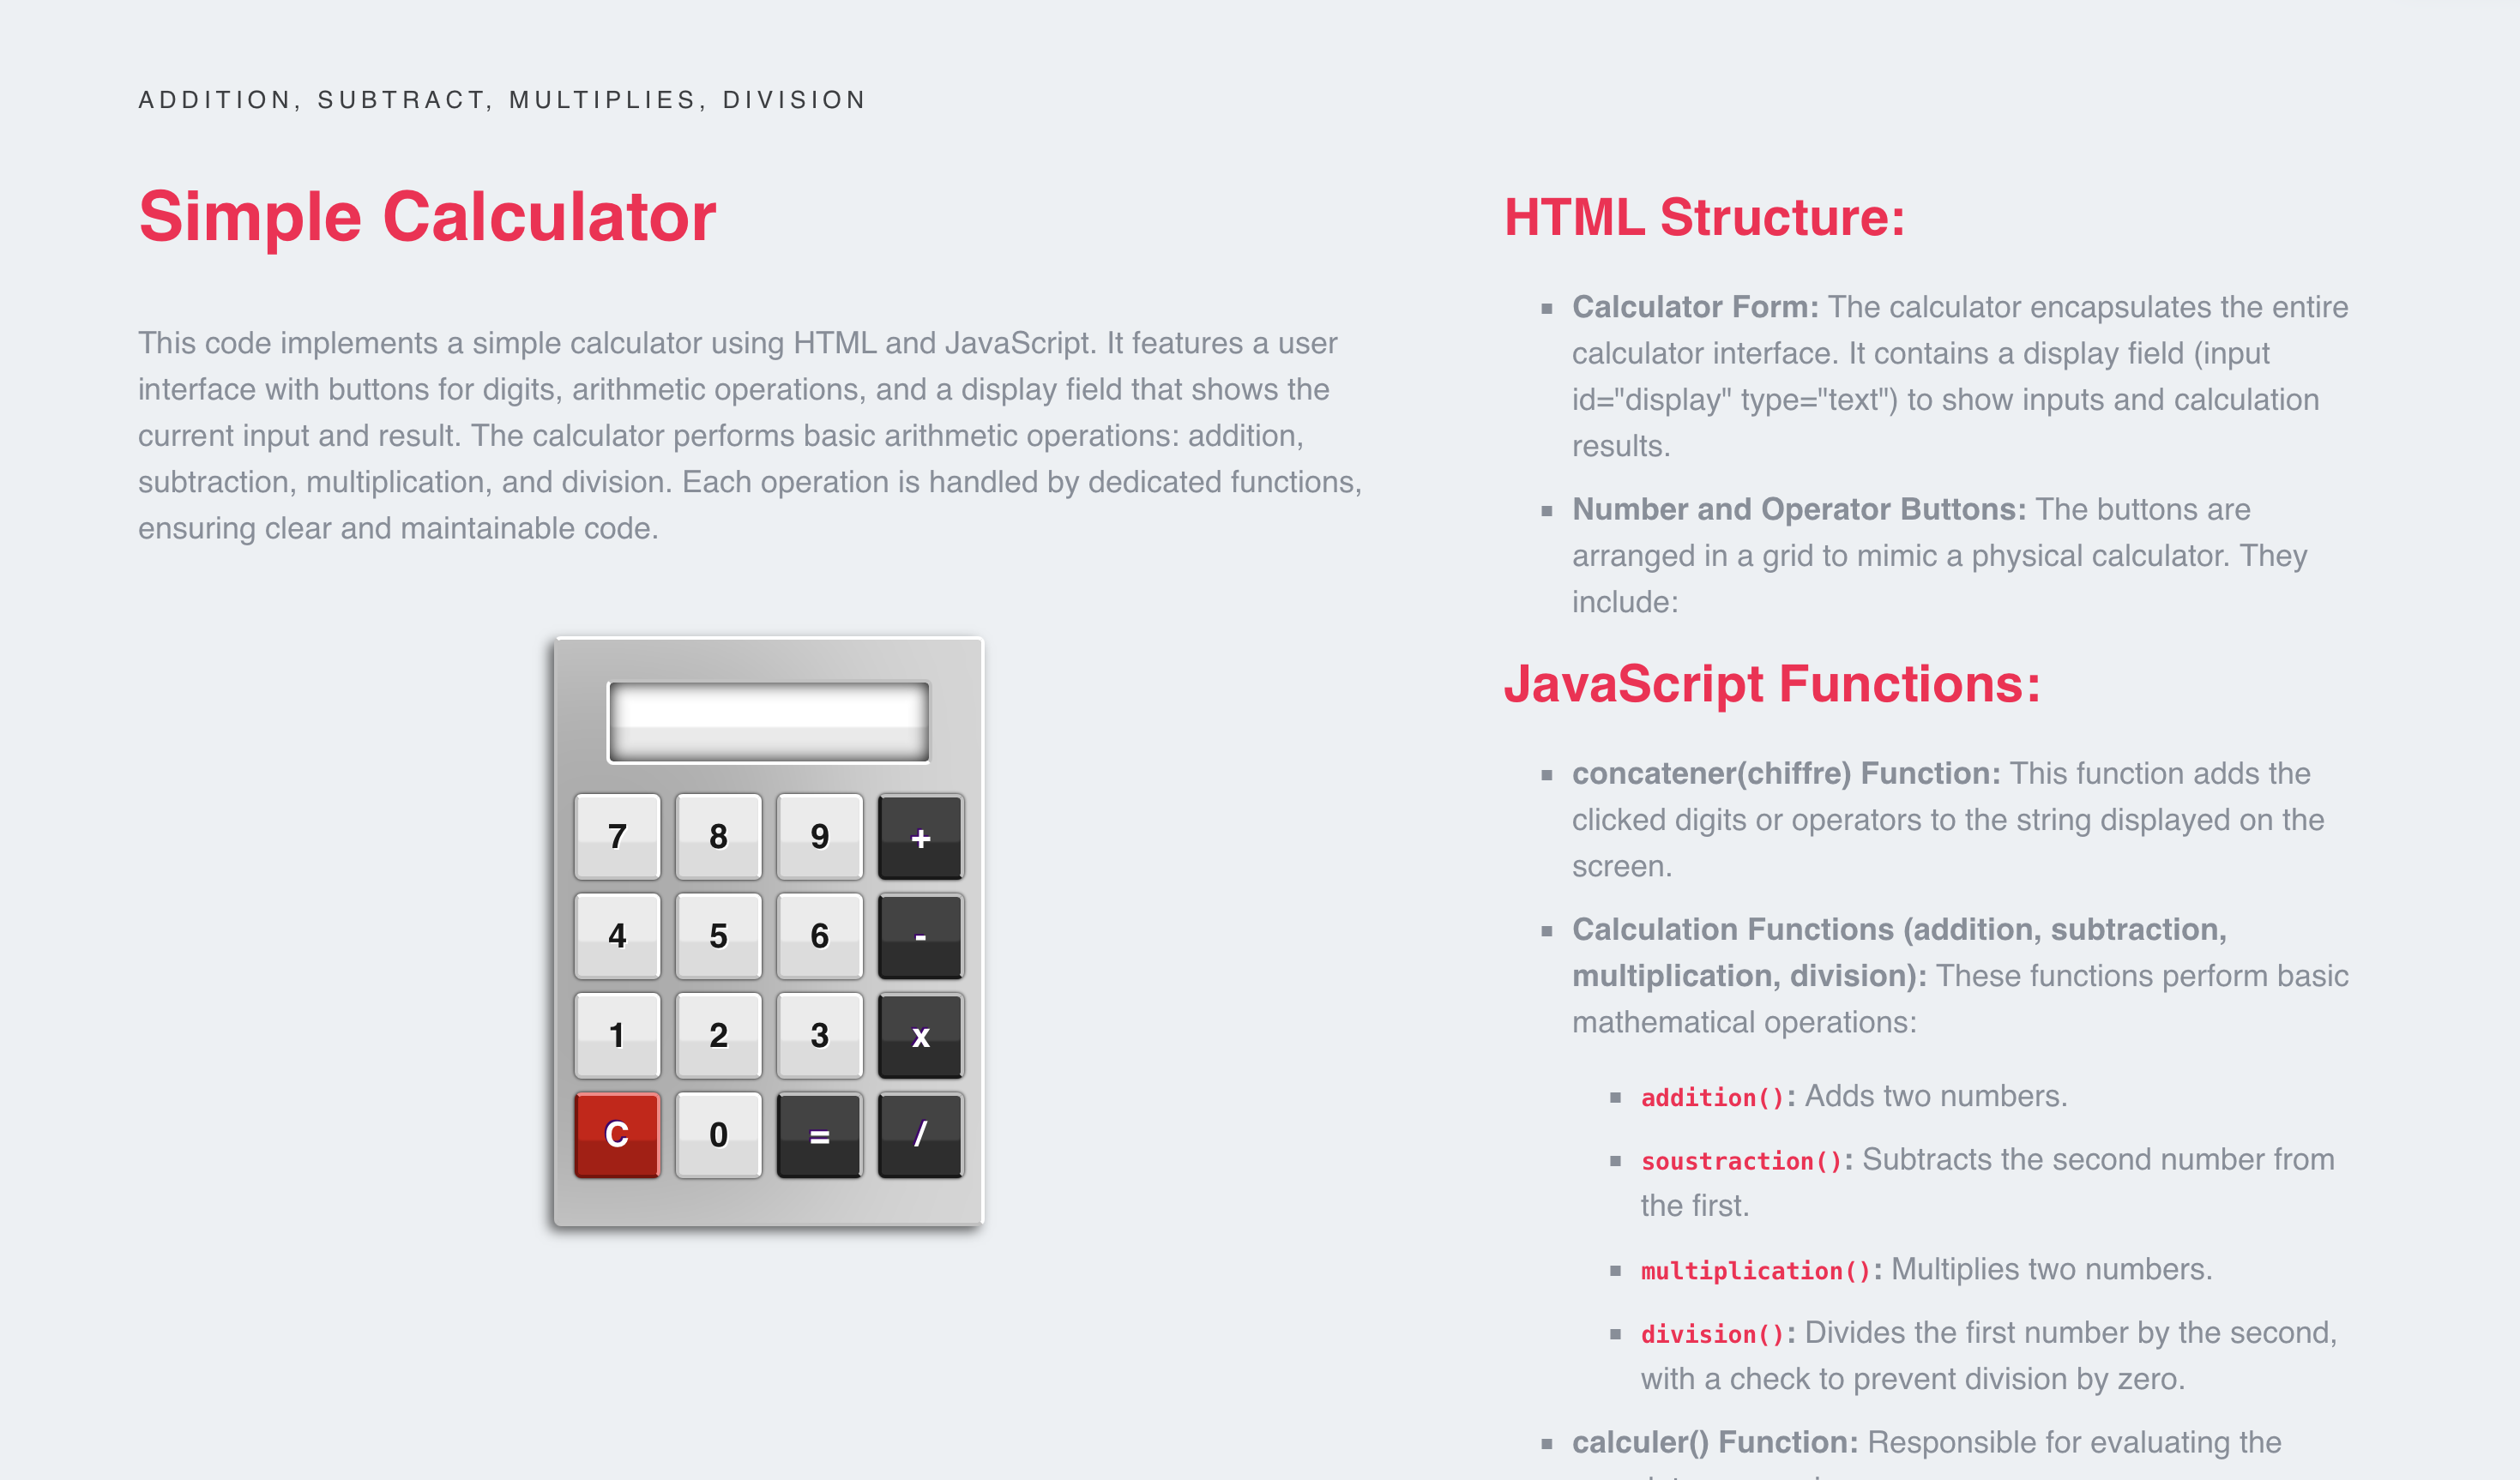 ADDITION, SUBTRACT, MULTIPLIES, DIVISION
Simple Calculator
This code implements a simple calculator using HTML and JavaScript. It features a user
interface with buttons for digits, arithmetic operations, and a display field that shows the
current input and result. The calculator performs basic arithmetic operations: addition,
subtraction, multiplication, and division. Each operation is handled by dedicated functions,
ensuring clear and maintainable code.
7 8 9 +
4 5 6 -
1 2 3 x
C 0 = /
HTML Structure:
▪ Calculator Form: The calculator encapsulates the entire
calculator interface. It contains a display field (input
id="display" type="text") to show inputs and calculation
results.
▪ Number and Operator Buttons: The buttons are
arranged in a grid to mimic a physical calculator. They
include:
JavaScript Functions:
▪ concatener(chiffre) Function: This function adds the
clicked digits or operators to the string displayed on the
screen.
▪ Calculation Functions (addition, subtraction,
multiplication, division): These functions perform basic
mathematical operations:
▪ addition(): Adds two numbers.
▪ soustraction(): Subtracts the second number from
the first.
▪ multiplication(): Multiplies two numbers.
▪ division(): Divides the first number by the second,
with a check to prevent division by zero.
▪ calculer() Function: Responsible for evaluating the